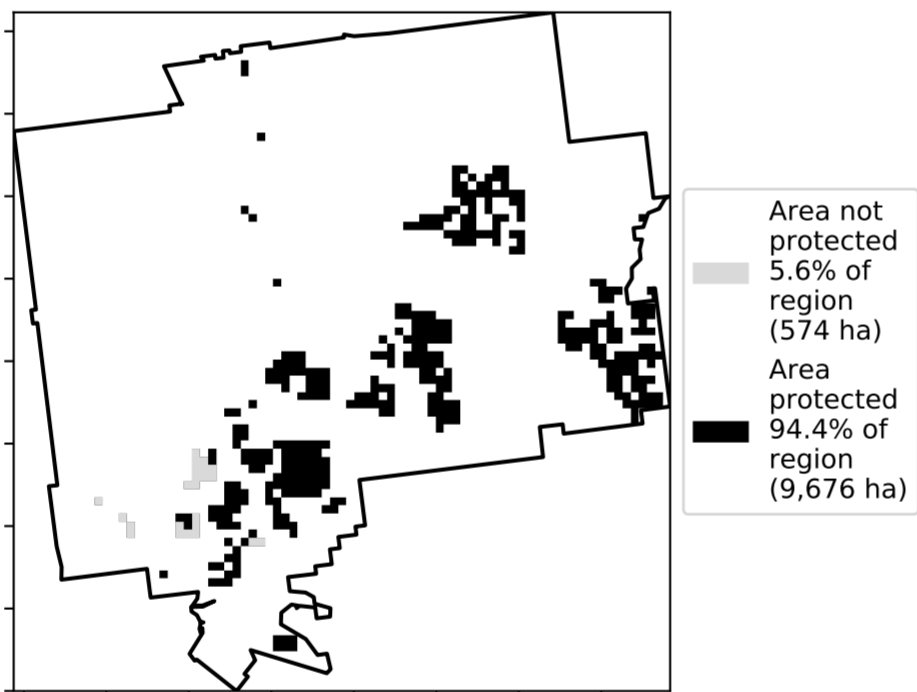 Area not
protected
5.6% of
region
(574 ha)
Area
protected
94.4% of
region
(9,676 ha)